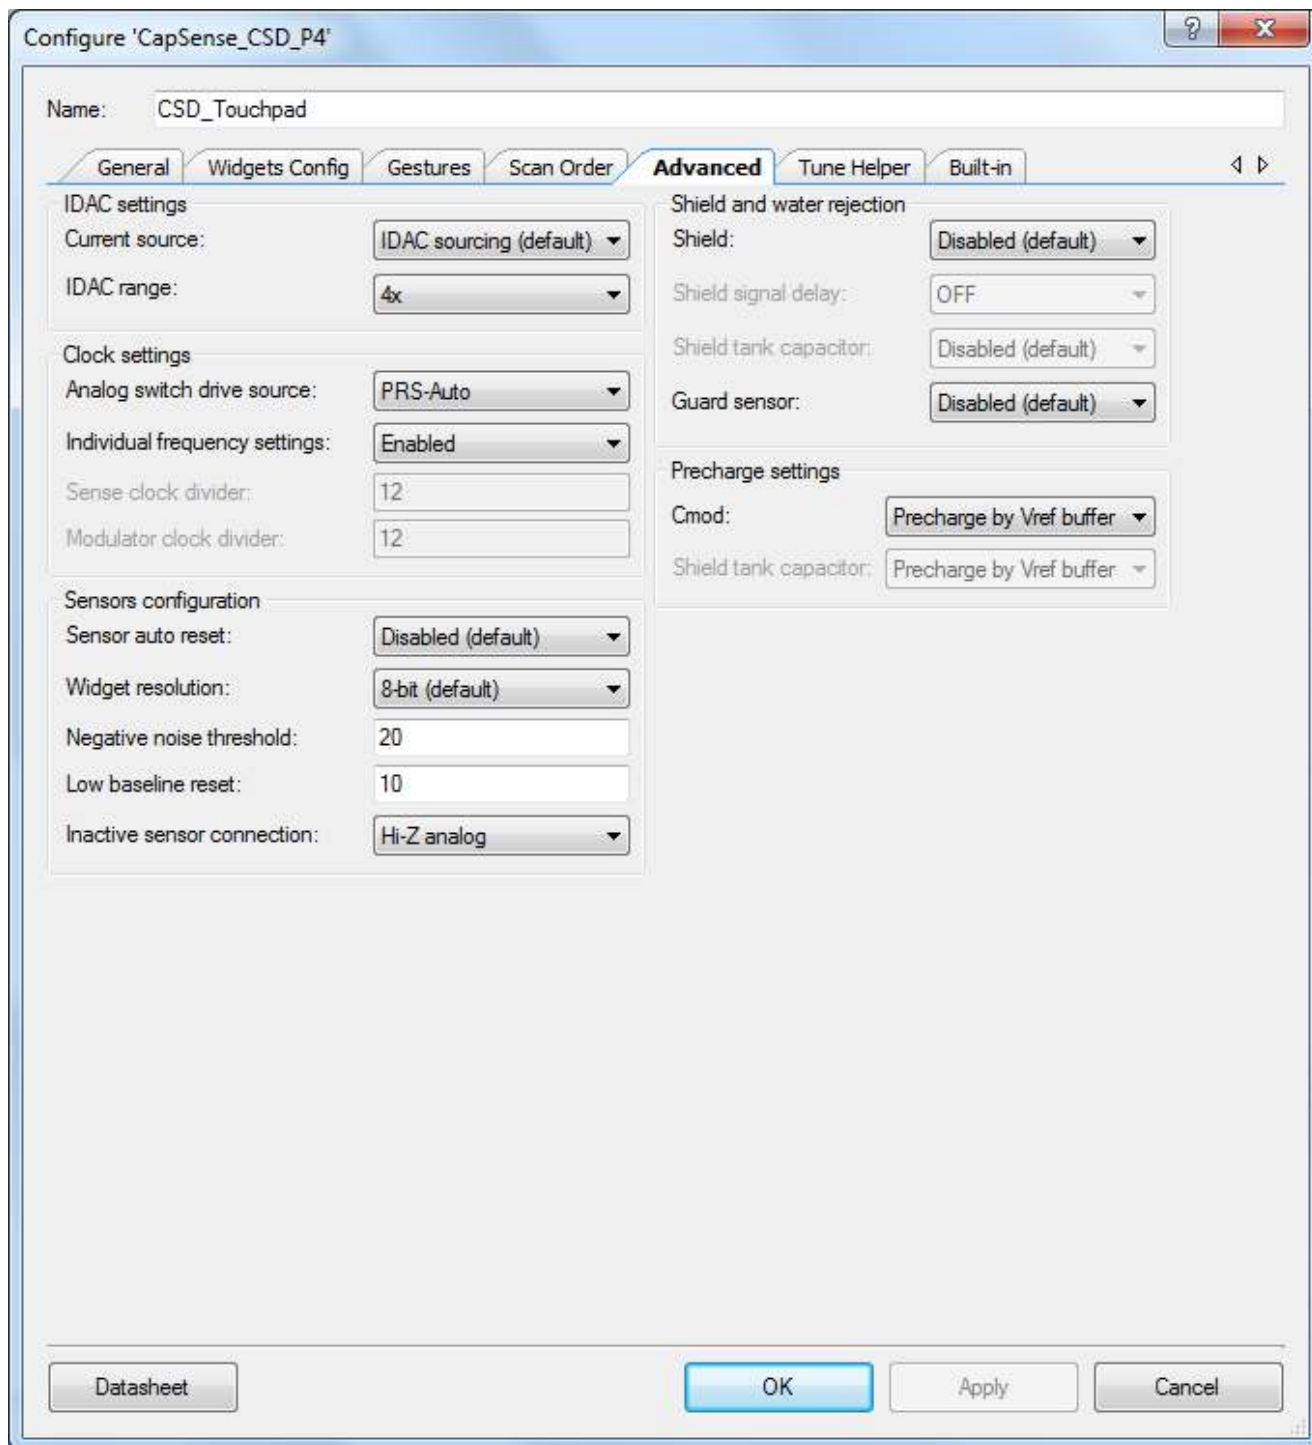 Configure 'CapSense_CSD_P4'
Name: CSD_Touchpad
General Widgets Config Gestures Scan Order Advanced Tune Helper Built-in
IDAC settings
Current source: IDAC sourcing (default)
IDAC range: 4x
Clock settings
Analog switch drive source: PRS-Auto
Individual frequency settings: Enabled
Sense clock divider: 12
Modulator clock divider: 12
Sensors configuration
Sensor auto reset: Disabled (default)
Widget resolution: 8-bit (default)
Negative noise threshold: 20
Low baseline reset: 10
Inactive sensor connection: Hi-Z analog
Shield and water rejection
Shield: Disabled (default)
Shield signal delay: OFF
Shield tank capacitor: Disabled (default)
Guard sensor: Disabled (default)
Precharge settings
Cmod: Precharge by Vref buffer
Shield tank capacitor: Precharge by Vref buffer
Datasheet OK Apply Cancel